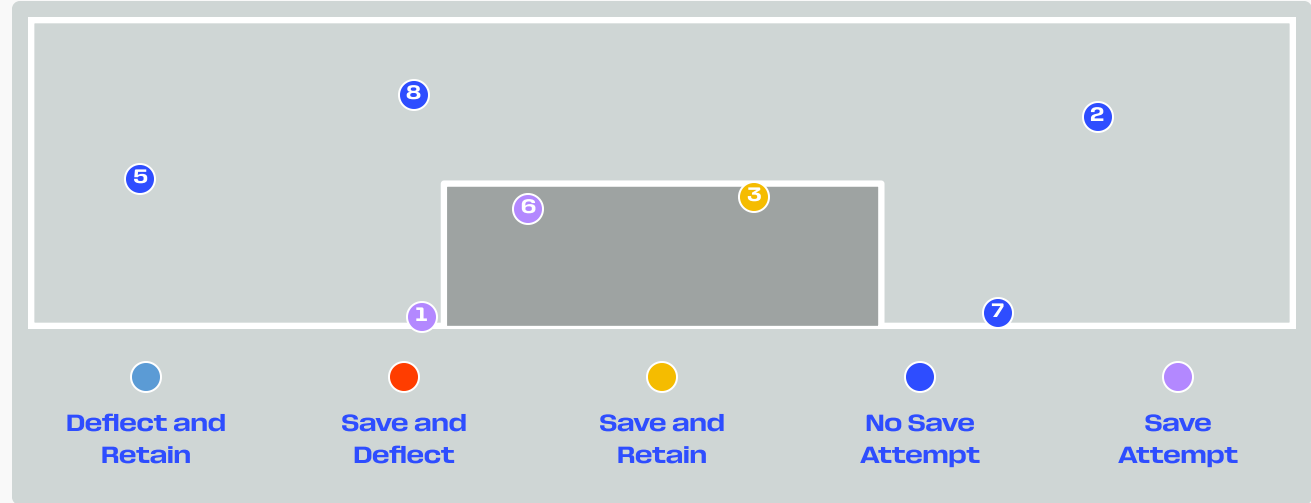 8
2
5
3
6
7
1
Deflect and
Retain
Save and
Deflect
Save and
Retain
No Save
Attempt
Save
Attempt